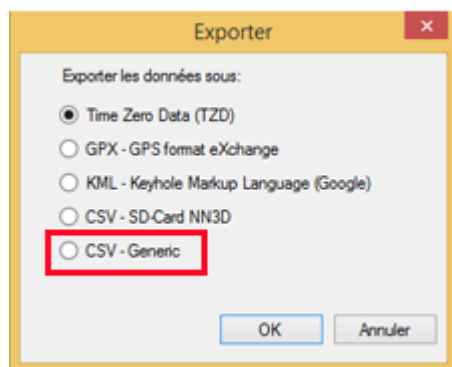 Exporter
Exporter les données sous:
Time Zero Data (TZD)
GPX - GPS format eXchange
KML - Keyhole Markup Language (Google)
CSV - SD-Card NN3D
CSV - Generic
OK
Annuler